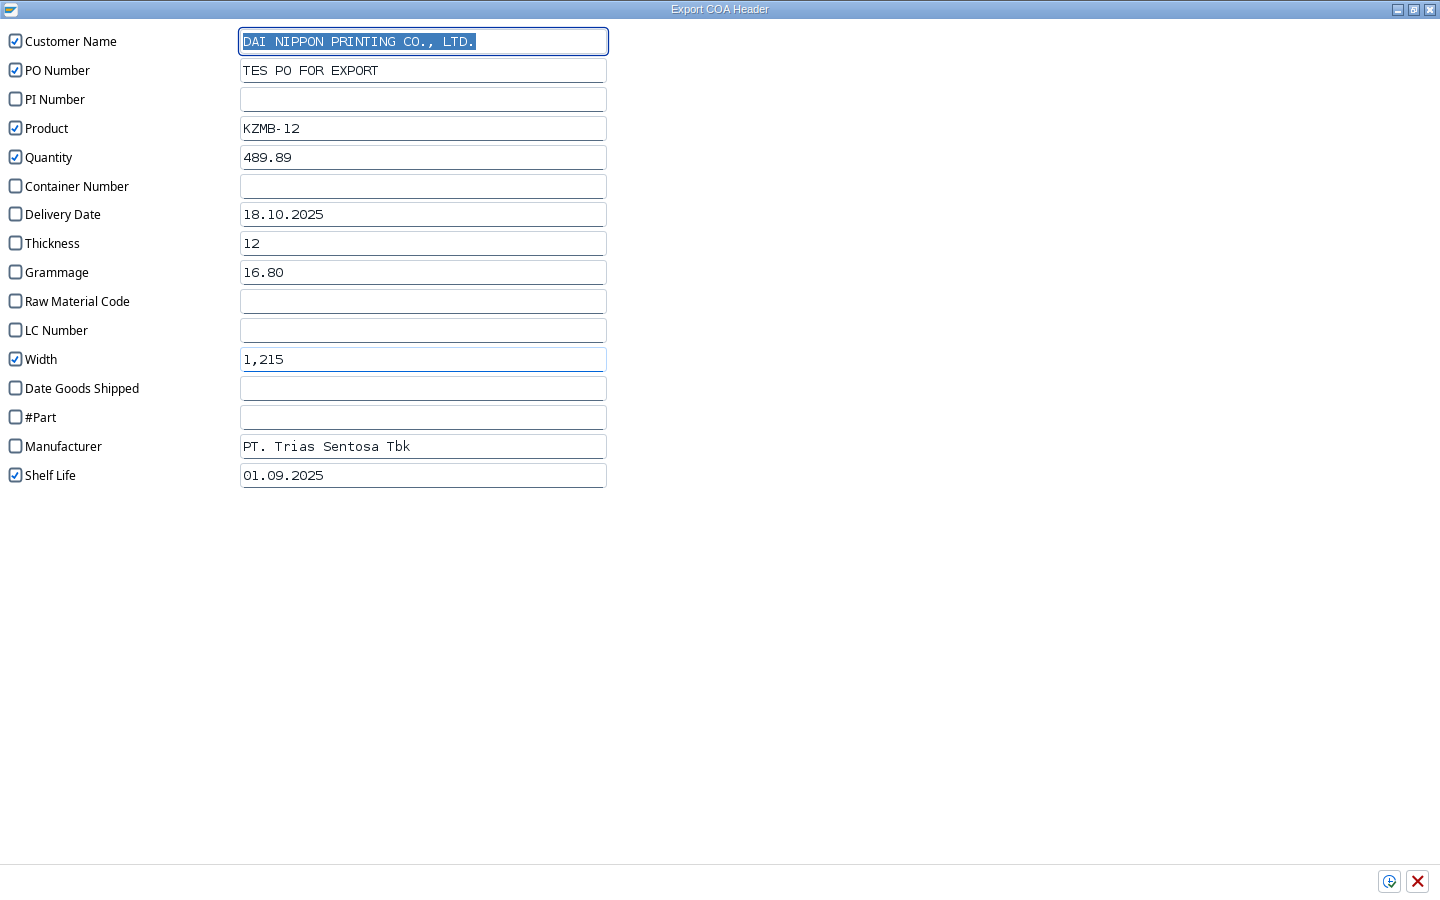 Export COA Header
Customer Name DAI NIPPON PRINTING CO., LTD.
PO Number TES PO FOR EXPORT
PI Number
Product KZMB-12
Quantity 489.89
Container Number
Delivery Date 18.10.2025
Thickness 12
Grammage 16.80
Raw Material Code
LC Number
Width 1,215
Date Goods Shipped
#Part
Manufacturer PT. Trias Sentosa Tbk
Shelf Life 01.09.2025